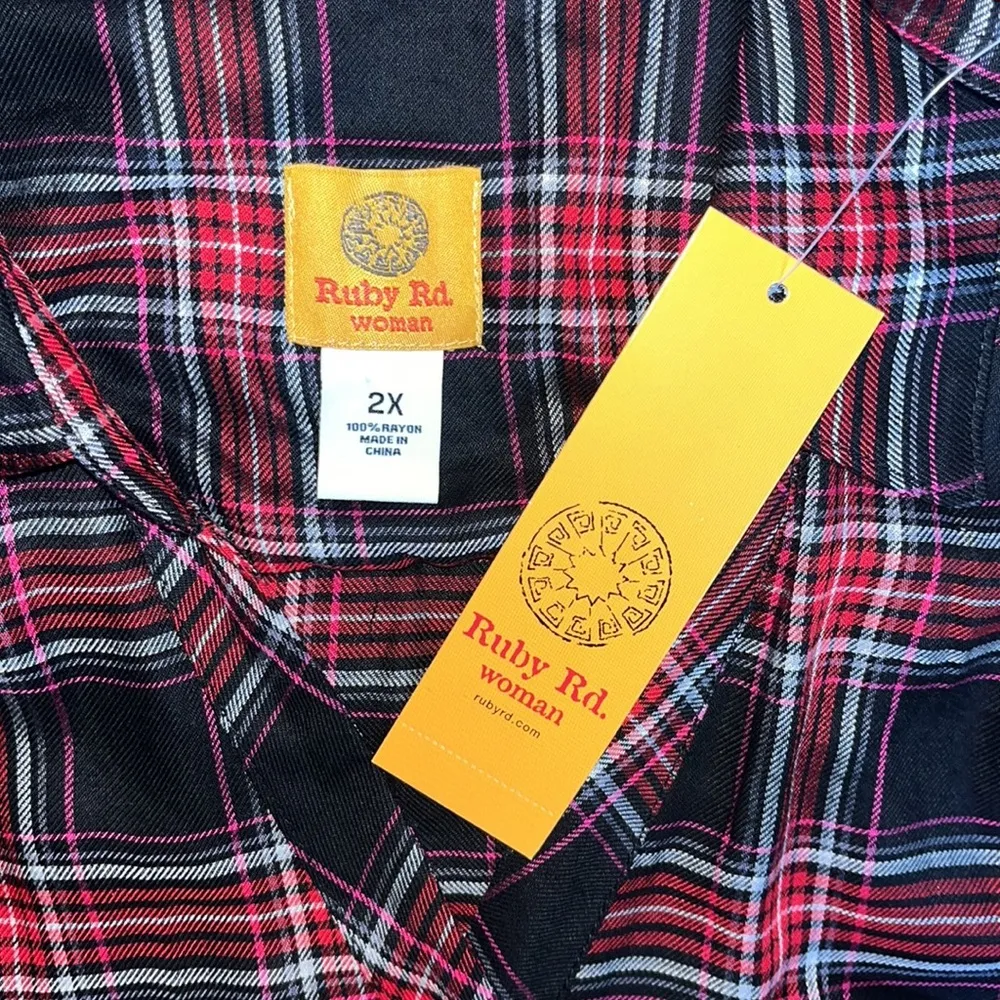 Ruby Rd.
woman
2X
100% RAYON
MADE IN
CHINA
Ruby Rd.
woman
rubyrd.com